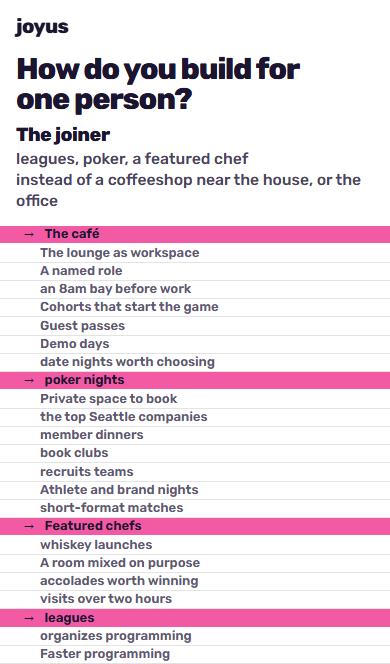 joyus
How do you build for
one person?
The joiner
leagues, poker, a featured chef
instead of a coffeeshop near the house, or the
office
→ The café
The lounge as workspace
A named role
an 8am bay before work
Cohorts that start the game
Guest passes
Demo days
date nights worth choosing
→ poker nights
Private space to book
the top Seattle companies
member dinners
book clubs
recruits teams
Athlete and brand nights
short-format matches
→ Featured chefs
whiskey launches
A room mixed on purpose
accolades worth winning
visits over two hours
→ leagues
organizes programming
Faster programming